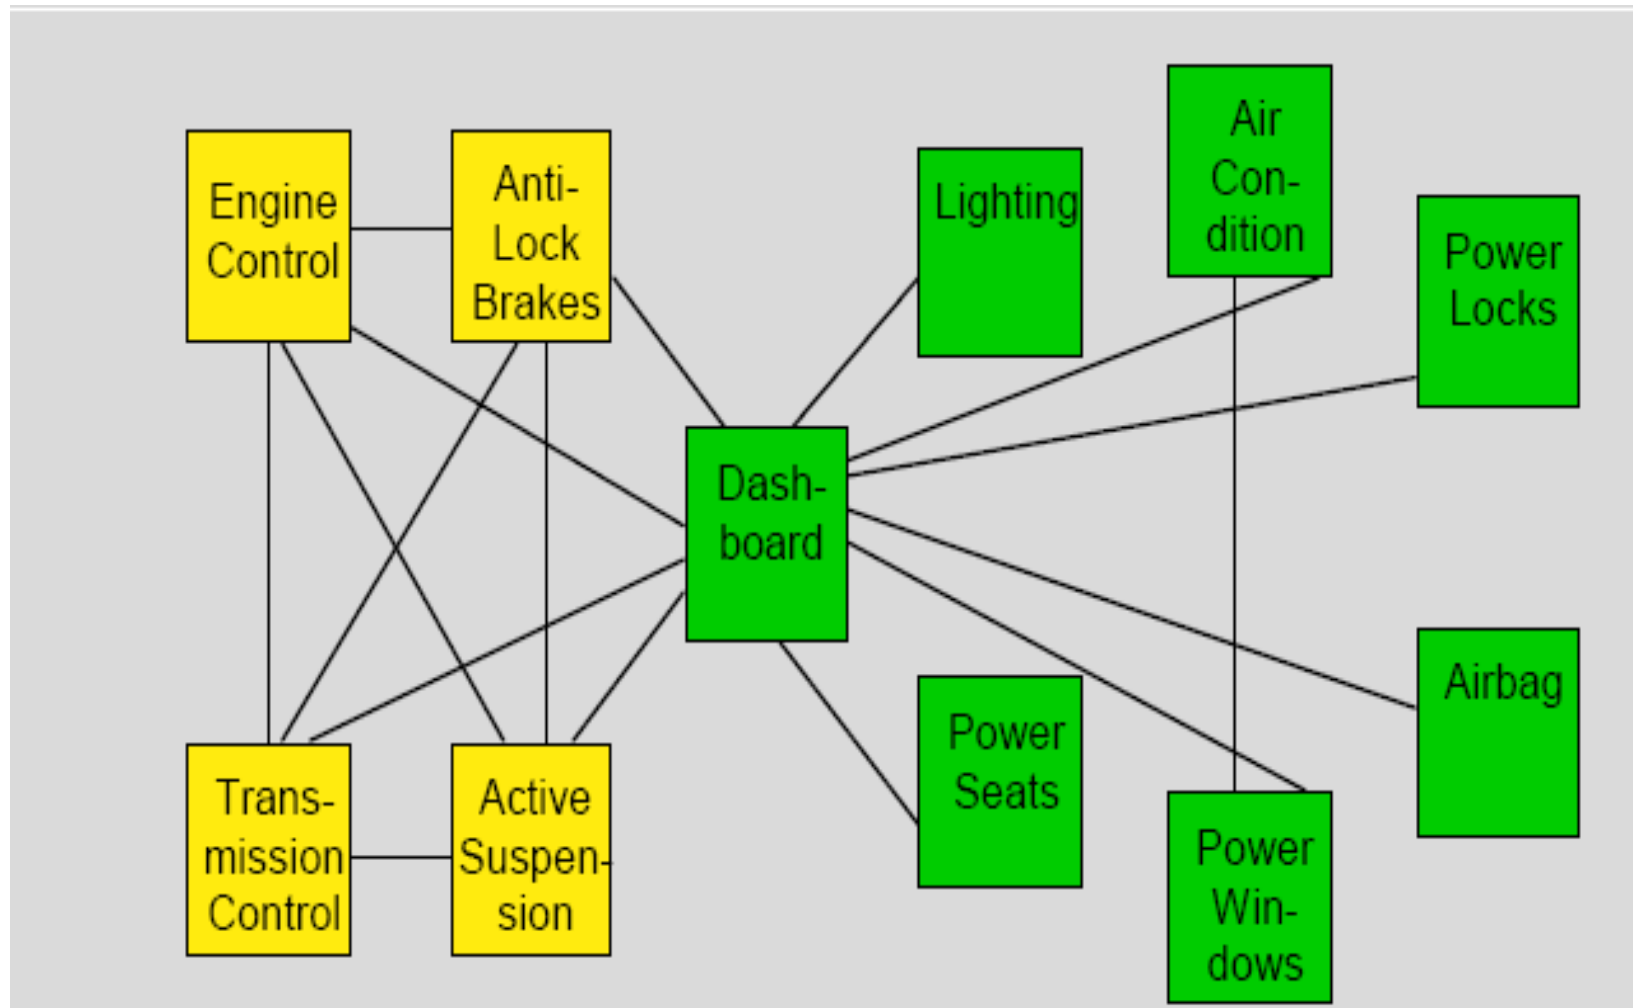 Engine
Control
Anti-
Lock
Brakes
Lighting
Air
Con-
dition
Power
Locks
Dash-
board
Trans-
mission
Control
Active
Suspen-
sion
Power
Seats
Power
Win-
dows
Airbag